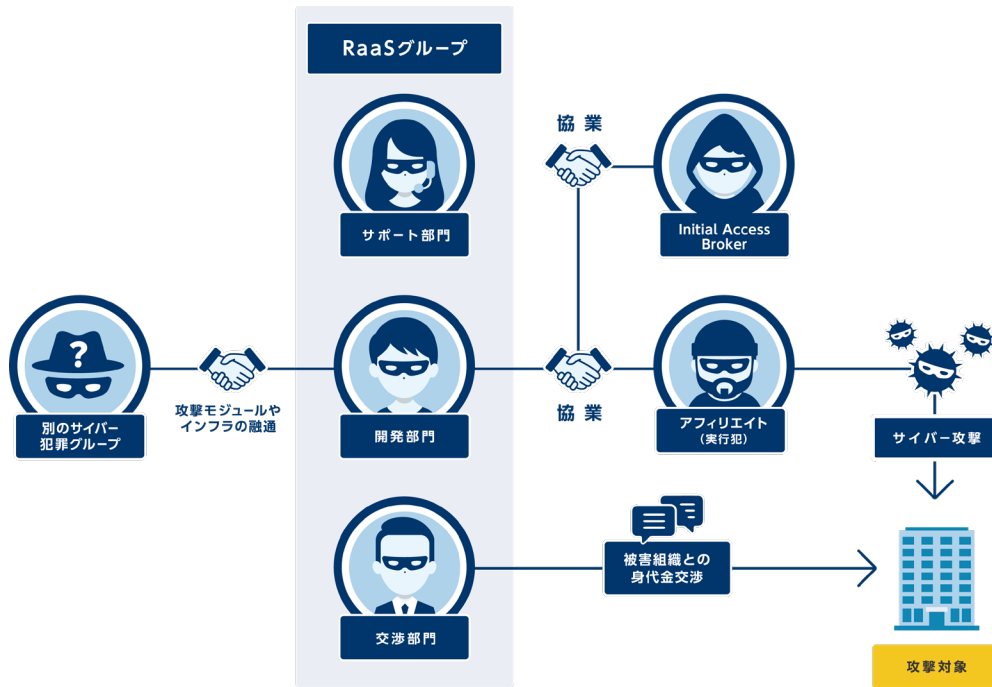 RaaSグループ
協業
サポート部門
Initial Access
Broker
?
別のサイバー
犯罪グループ
攻撃モジュールや
インフラの融通
開発部門
協業
アフィリエイト
(実行犯)
サイバー攻撃
被害組織との
身代金交渉
交渉部門
攻撃対象